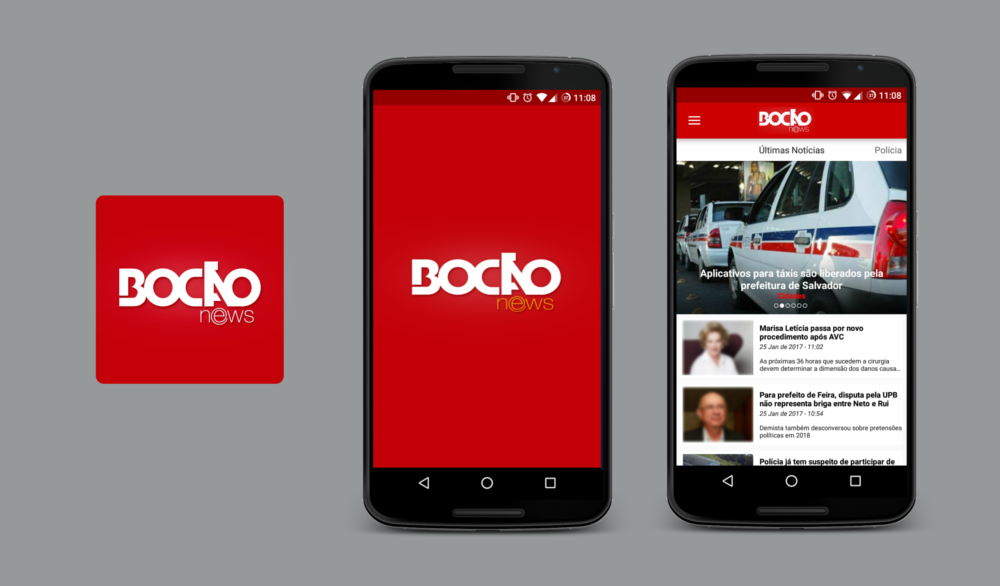 BOCÃO
news
11:08
BOCÃO
news
11:08
BOCÃO
news
Últimas Notícias
Polícia
Aplicativos para táxis são liberados pela
prefeitura de Salvador
Marisa Letícia passa por novo
procedimento após AVC
25 Jan de 2017 - 11:02
As próximas 36 horas que sucedem a cirurgia
devem determinar a dimensão dos danos causa...
Para prefeito de Feira, disputa pela UPB
não representa briga entre Neto e Rui
25 Jan de 2017 - 10:54
Demista também desconversou sobre pretensões
políticas em 2018
Polícia já tem suspeito de participar de